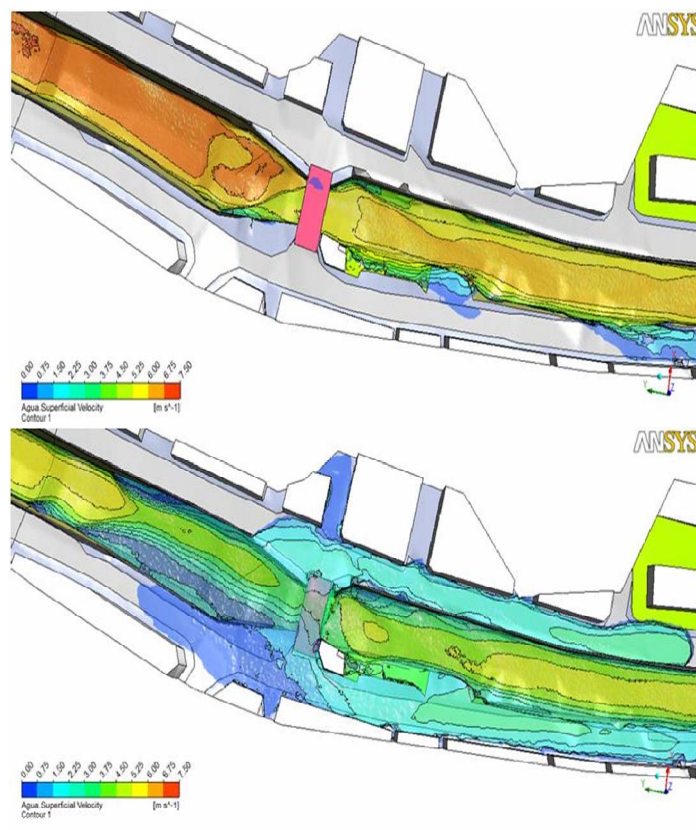 ANSYS
0.00 0.75 1.50 2.25 3.00 3.75 4.50 5.25 6.00 6.75 7.50
Agua.Superficial Velocity [m s^-1]
Contour 1
Y X Z
ANSYS
0.00 0.75 1.50 2.25 3.00 3.75 4.50 5.25 6.00 6.75 7.50
Agua.Superficial Velocity [m s^-1]
Contour 1
Y X Z